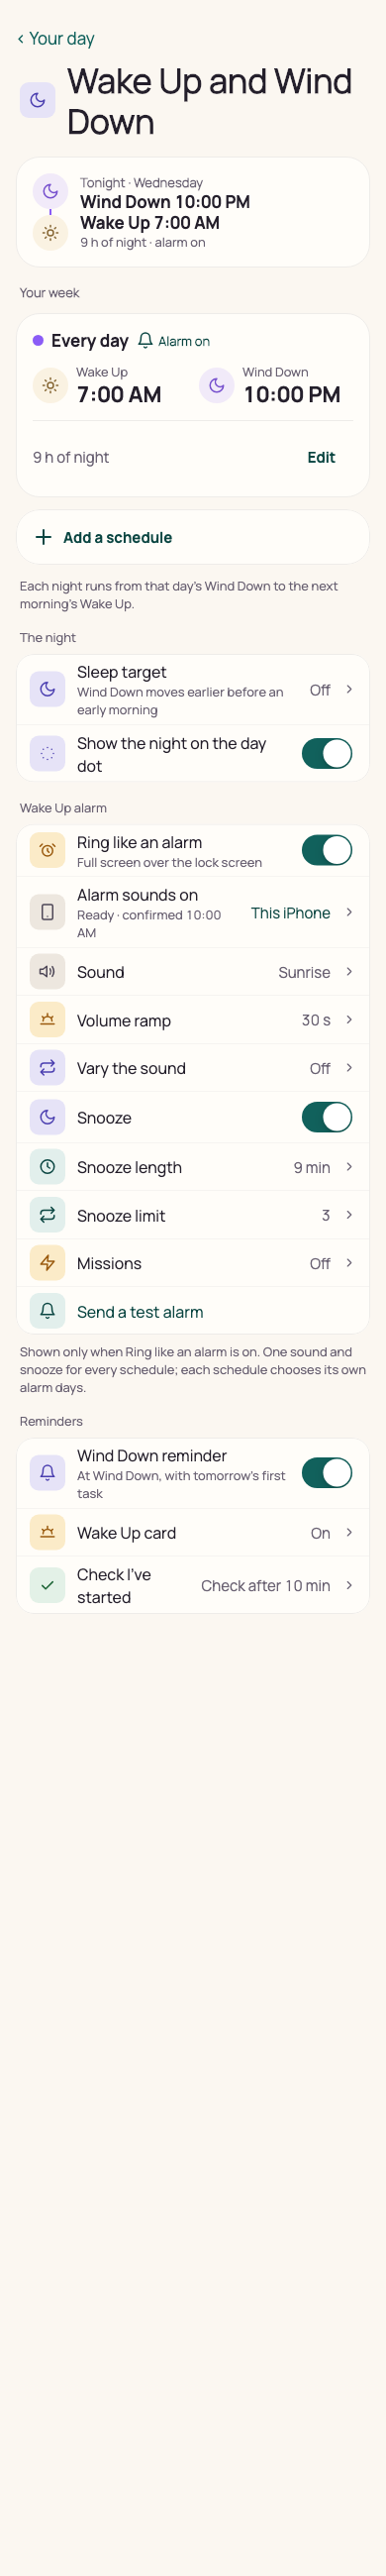 ‹ Your day
Wake Up and Wind
Down
Tonight · Wednesday
Wind Down 10:00 PM
Wake Up 7:00 AM
9 h of night · alarm on
Your week
Every day Alarm on
Wake Up Wind Down
7:00 AM 10:00 PM
9 h of night Edit
Add a schedule
Each night runs from that day's Wind Down to the next
morning's Wake Up.
The night
Sleep target
Wind Down moves earlier before an
early morning
Off
Show the night on the day
dot
Wake Up alarm
Ring like an alarm
Full screen over the lock screen
Alarm sounds on
Ready · confirmed 10:00
AM
This iPhone
Sound Sunrise
Volume ramp 30 s
Vary the sound Off
Snooze
Snooze length 9 min
Snooze limit 3
Missions Off
Send a test alarm
Shown only when Ring like an alarm is on. One sound and
snooze for every schedule; each schedule chooses its own
alarm days.
Reminders
Wind Down reminder
At Wind Down, with tomorrow's first
task
Wake Up card On
Check I've
started
Check after 10 min